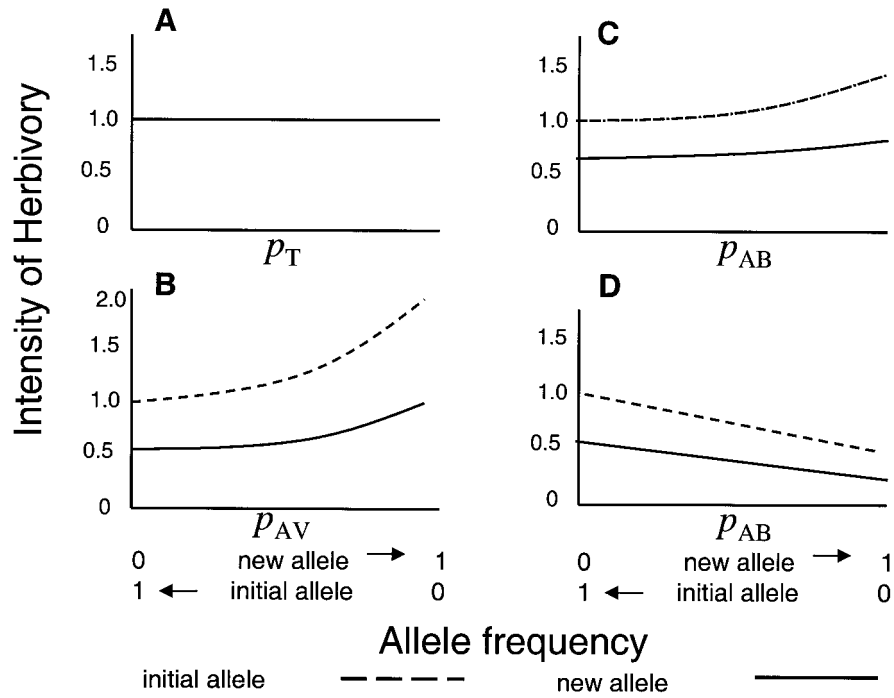 A
C
1.5
1.0
0.5
0
1.5
1.0
0.5
0
Intensity of Herbivory
pT
pAB
B
D
2.0
1.5
1.0
0.5
0
1.5
1.0
0.5
0
pAV
pAB
0 new allele → 1
1 ← initial allele 0
0 new allele → 1
1 ← initial allele 0
Allele frequency
initial allele
new allele